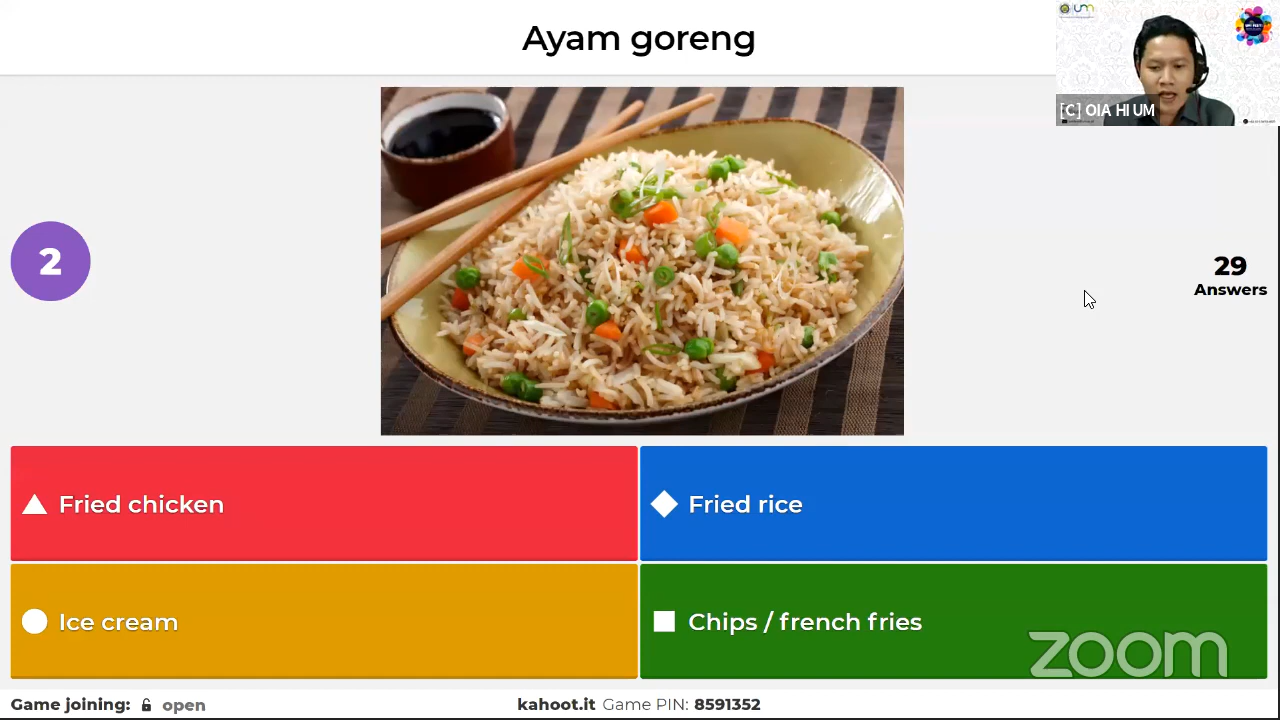 Ayam goreng
[C] OIA HI UM
2
29
Answers
Fried chicken
Fried rice
Ice cream
Chips / french fries
zoom
Game joining: open
kahoot.it Game PIN: 8591352